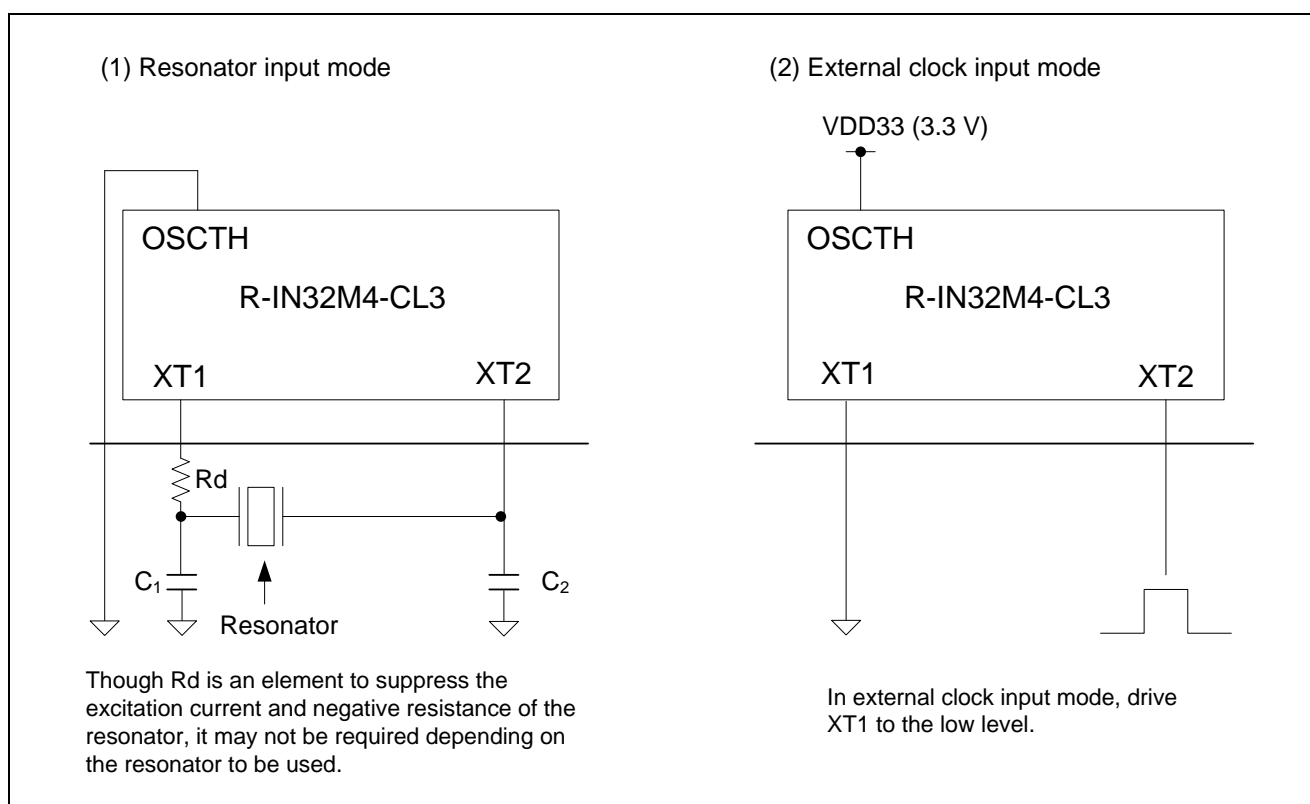 (1) Resonator input mode
OSCTH
R-IN32M4-CL3
XT1
XT2
Rd
C₁
C₂
Resonator
Though Rd is an element to suppress the
excitation current and negative resistance of the
resonator, it may not be required depending on
the resonator to be used.
(2) External clock input mode
VDD33 (3.3 V)
OSCTH
R-IN32M4-CL3
XT1
XT2
In external clock input mode, drive
XT1 to the low level.